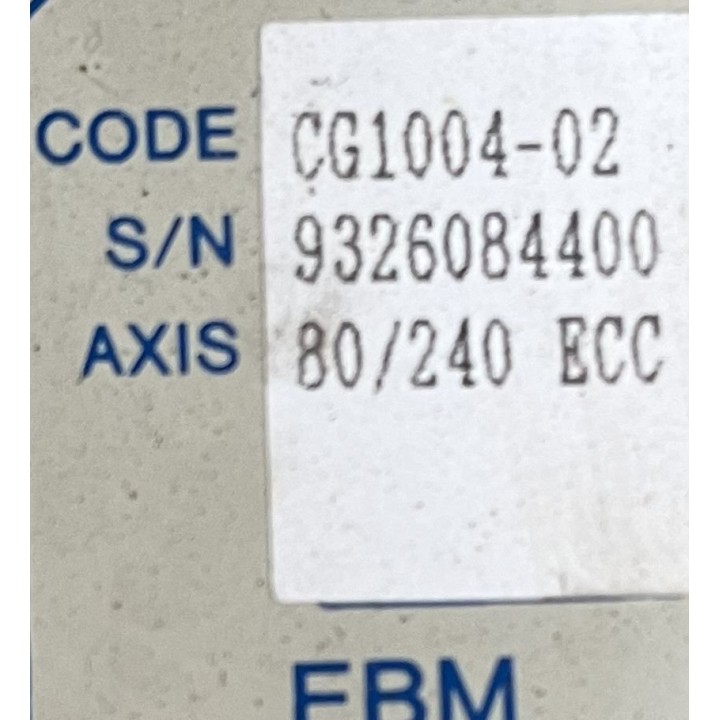 CODE CG1004-02
S/N 9326084400
AXIS 80/240 ECC